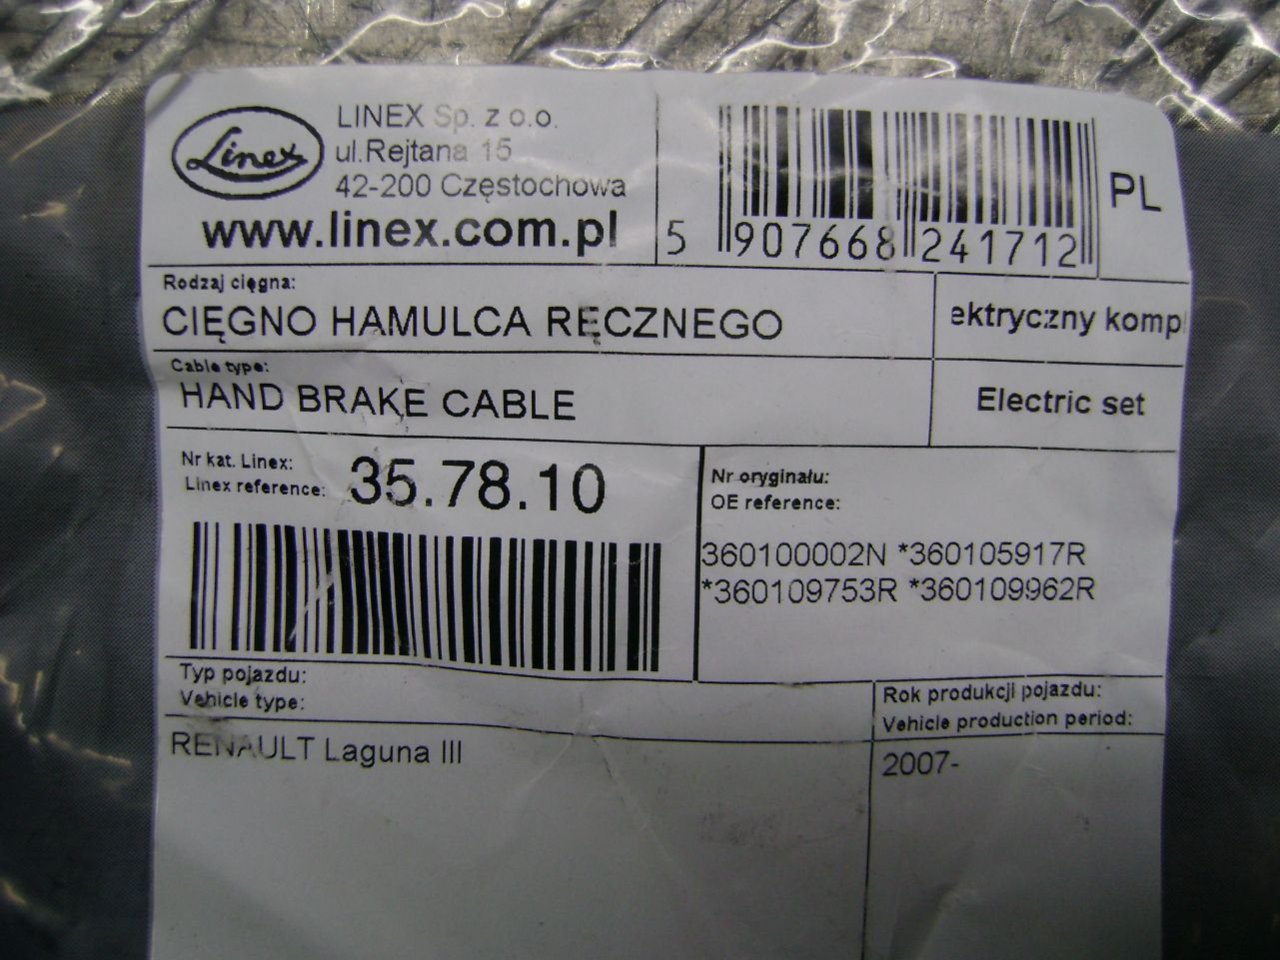 Linex
LINEX Sp. z o.o.
ul.Rejtana 15
42-200 Częstochowa
www.linex.com.pl
5 907668 241712
PL
Rodzaj cięgna:
CIĘGNO HAMULCA RĘCZNEGO
ektryczny komp
Cable type:
HAND BRAKE CABLE
Electric set
Nr kat. Linex:
Linex reference: 35.78.10
Nr oryginału:
OE reference:
360100002N *360105917R
*360109753R *360109962R
Typ pojazdu:
Vehicle type:
Rok produkcji pojazdu:
Vehicle production period:
RENAULT Laguna III
2007-